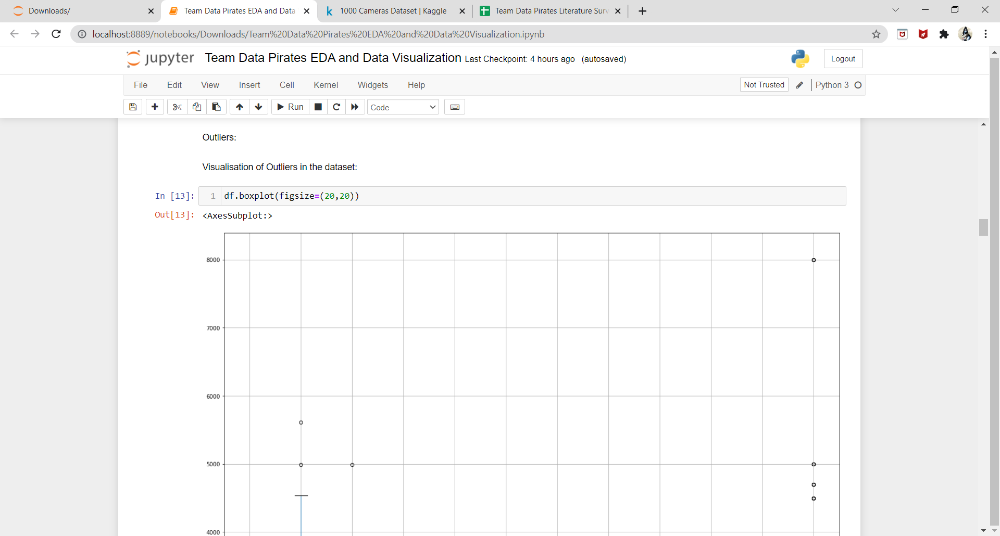 Downloads/
Team Data Pirates EDA and Data
1000 Cameras Dataset | Kaggle
Team Data Pirates Literature Surv
localhost:8889/notebooks/Downloads/Team%20Data%20Pirates%20EDA%20and%20Data%20Visualization.ipynb
jupyter Team Data Pirates EDA and Data Visualization Last Checkpoint: 4 hours ago (autosaved)
Logout
File Edit View Insert Cell Kernel Widgets Help
Not Trusted
Python 3
Run
Code
Outliers:
Visualisation of Outliers in the dataset:
In [13]: 1 df.boxplot(figsize=(20,20))
Out[13]: <AxesSubplot:>
8000
7000
6000
5000
4000